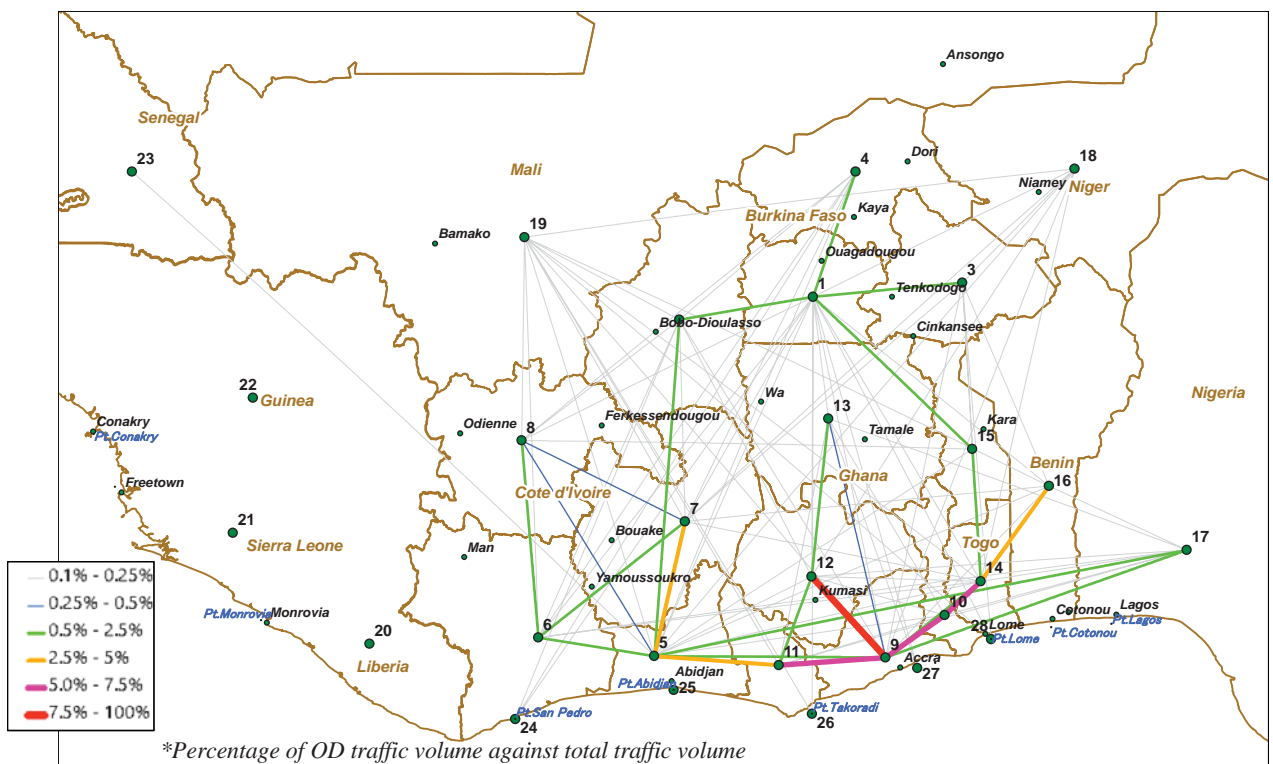 Ansongo
Senegal
23
Mali
4
Dori
18
Niamey
Niger
Kaya
Burkina Faso
19
Bamako
Ouagadougou
3
1
Tenkodogo
Bobo-Dioulasso
Cinkansee
22
Guinea
Wa
Nigeria
13
Conakry
Pt.Conakry
Odienne
Ferkessendougou
Kara
8
Tamale
15
Benin
Ghana
16
Freetown
Cote d'Ivoire
7
21
Sierra Leone
Bouake
Togo
17
Man
12
14
Yamoussoukro
Kumasi
Pt.Monrovia
Monrovia
10
Cotonou
Lagos
Pt.Lagos
Pt.Cotonou
28
Lome
Pt.Lome
6
20
Liberia
5
11
9
Accra
27
Abidjan
Pt.Abidjan
25
Pt.San Pedro
24
Pt.Takoradi
26
0.1% - 0.25%
0.25% - 0.5%
0.5% - 2.5%
2.5% - 5%
5.0% - 7.5%
7.5% - 100%
*Percentage of OD traffic volume against total traffic volume